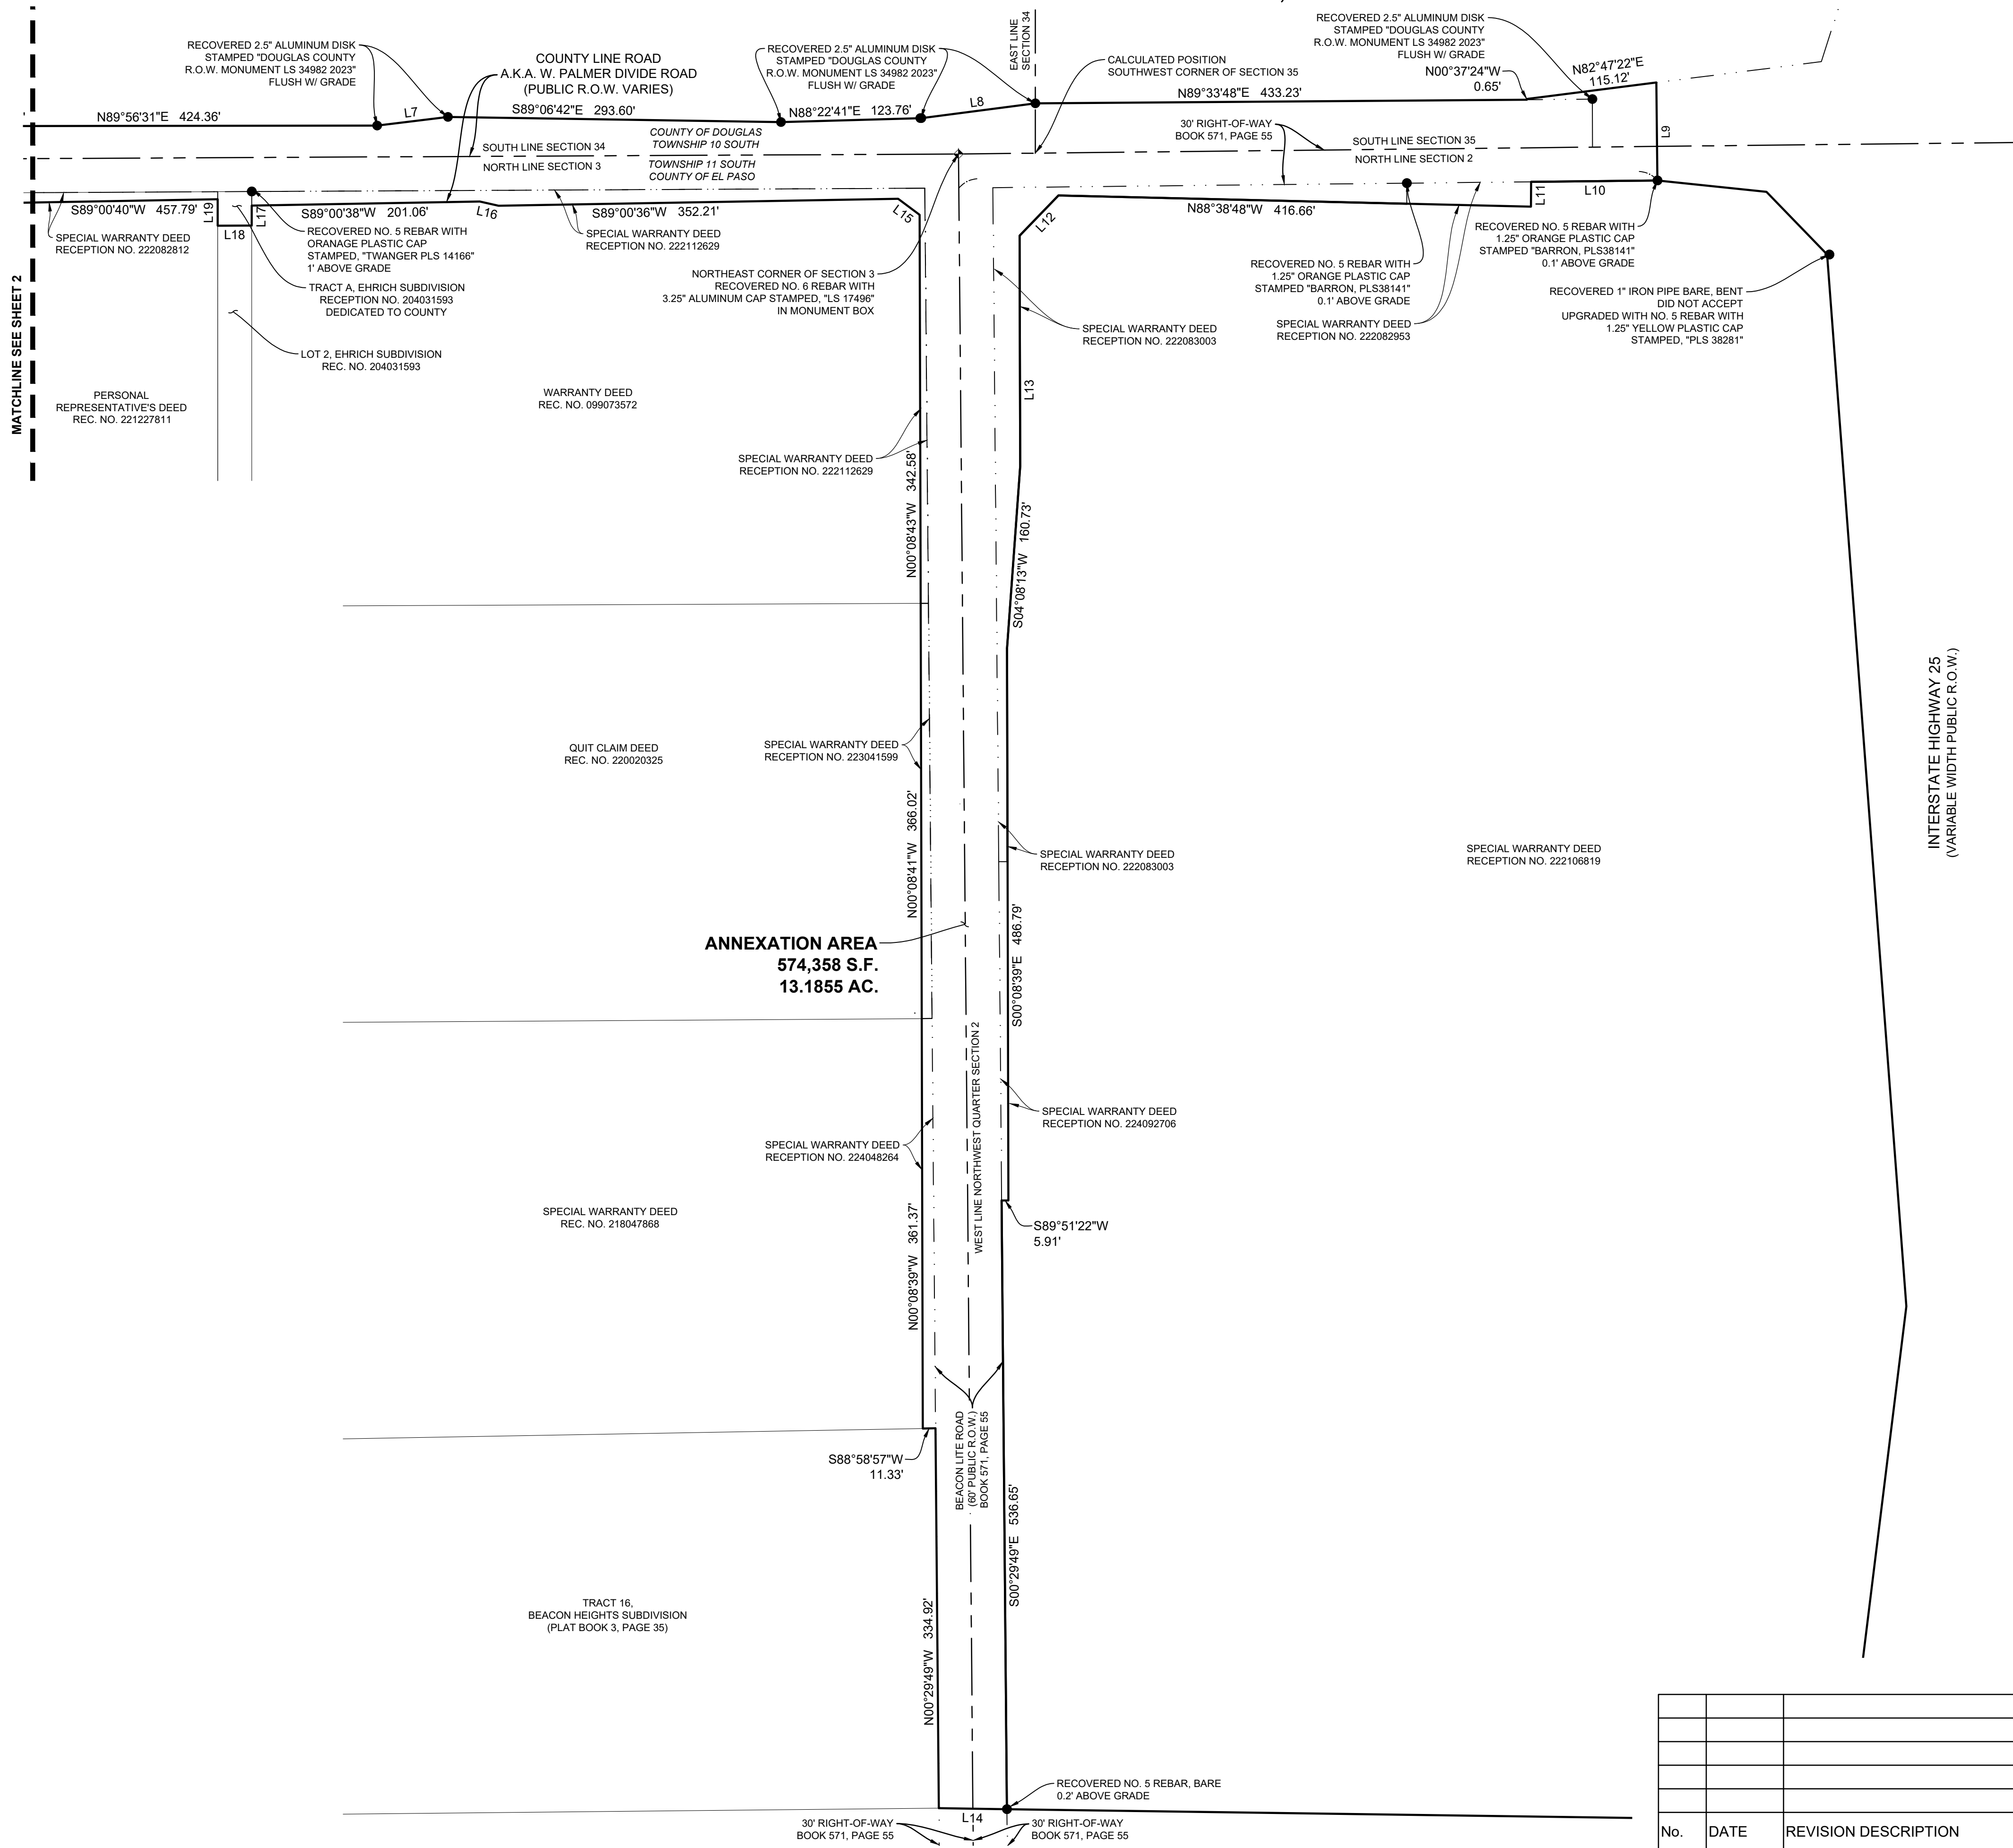 RECOVERED 2.5" ALUMINUM DISK
STAMPED "DOUGLAS COUNTY
R.O.W. MONUMENT LS 34982 2023"
FLUSH W/ GRADE
COUNTY LINE ROAD
A.K.A. W. PALMER DIVIDE ROAD
(PUBLIC R.O.W. VARIES)
RECOVERED 2.5" ALUMINUM DISK
STAMPED "DOUGLAS COUNTY
R.O.W. MONUMENT LS 34982 2023"
FLUSH W/ GRADE
EAST LINE
SECTION 34
CALCULATED POSITION
SOUTHWEST CORNER OF SECTION 35
RECOVERED 2.5" ALUMINUM DISK
STAMPED "DOUGLAS COUNTY
R.O.W. MONUMENT LS 34982 2023"
FLUSH W/ GRADE
N00°37'24"W
0.65'
N82°47'22"E
115.12'
N89°56'31"E 424.36'
L7
S89°06'42"E 293.60'
N88°22'41"E 123.76'
L8
N89°33'48"E 433.23'
L9
COUNTY OF DOUGLAS
TOWNSHIP 10 SOUTH
SOUTH LINE SECTION 34
NORTH LINE SECTION 3
TOWNSHIP 11 SOUTH
COUNTY OF EL PASO
30' RIGHT-OF-WAY
BOOK 571, PAGE 55
SOUTH LINE SECTION 35
NORTH LINE SECTION 2
S89°00'40"W 457.79'
L19
L18
L17
S89°00'38"W 201.06'
L16
S89°00'36"W 352.21'
L15
L12
N88°38'48"W 416.66'
L11
L10
SPECIAL WARRANTY DEED
RECEPTION NO. 222082812
RECOVERED NO. 5 REBAR WITH
ORANAGE PLASTIC CAP
STAMPED, "TWANGER PLS 14166"
1' ABOVE GRADE
SPECIAL WARRANTY DEED
RECEPTION NO. 222112629
TRACT A, EHRICH SUBDIVISION
RECEPTION NO. 204031593
DEDICATED TO COUNTY
NORTHEAST CORNER OF SECTION 3
RECOVERED NO. 6 REBAR WITH
3.25" ALUMINUM CAP STAMPED, "LS 17496"
IN MONUMENT BOX
RECOVERED NO. 5 REBAR WITH
1.25" ORANGE PLASTIC CAP
STAMPED "BARRON, PLS38141"
0.1' ABOVE GRADE
RECOVERED NO. 5 REBAR WITH
1.25" ORANGE PLASTIC CAP
STAMPED "BARRON, PLS38141"
0.1' ABOVE GRADE
RECOVERED 1" IRON PIPE BARE, BENT
DID NOT ACCEPT
UPGRADED WITH NO. 5 REBAR WITH
1.25" YELLOW PLASTIC CAP
STAMPED, "PLS 38281"
SPECIAL WARRANTY DEED
RECEPTION NO. 222083003
SPECIAL WARRANTY DEED
RECEPTION NO. 222082953
MATCHLINE SEE SHEET 2
LOT 2, EHRICH SUBDIVISION
REC. NO. 204031593
PERSONAL
REPRESENTATIVE'S DEED
REC. NO. 221227811
WARRANTY DEED
REC. NO. 099073572
L13
SPECIAL WARRANTY DEED
RECEPTION NO. 222112629
N00°08'43"W 342.58'
S04°08'13"W 160.73'
INTERSTATE HIGHWAY 25
(VARIABLE WIDTH PUBLIC R.O.W.)
QUIT CLAIM DEED
REC. NO. 220020325
SPECIAL WARRANTY DEED
RECEPTION NO. 223041599
N00°08'41"W 366.02'
SPECIAL WARRANTY DEED
RECEPTION NO. 222083003
SPECIAL WARRANTY DEED
RECEPTION NO. 222106819
ANNEXATION AREA
574,358 S.F.
13.1855 AC.
S00°08'39"E 486.79'
WEST LINE NORTHWEST QUARTER SECTION 2
SPECIAL WARRANTY DEED
RECEPTION NO. 224092706
SPECIAL WARRANTY DEED
RECEPTION NO. 224048264
SPECIAL WARRANTY DEED
REC. NO. 218047868
N00°08'39"W 361.37'
S89°51'22"W
5.91'
BEACON LITE ROAD
(60' PUBLIC R.O.W.)
BOOK 571, PAGE 55
S88°58'57"W
11.33'
S00°29'49"E 536.65'
TRACT 16,
BEACON HEIGHTS SUBDIVISION
(PLAT BOOK 3, PAGE 35)
N00°29'49"W 334.92'
RECOVERED NO. 5 REBAR, BARE
0.2' ABOVE GRADE
L14
30' RIGHT-OF-WAY
BOOK 571, PAGE 55
30' RIGHT-OF-WAY
BOOK 571, PAGE 55
No. DATE REVISION DESCRIPTION